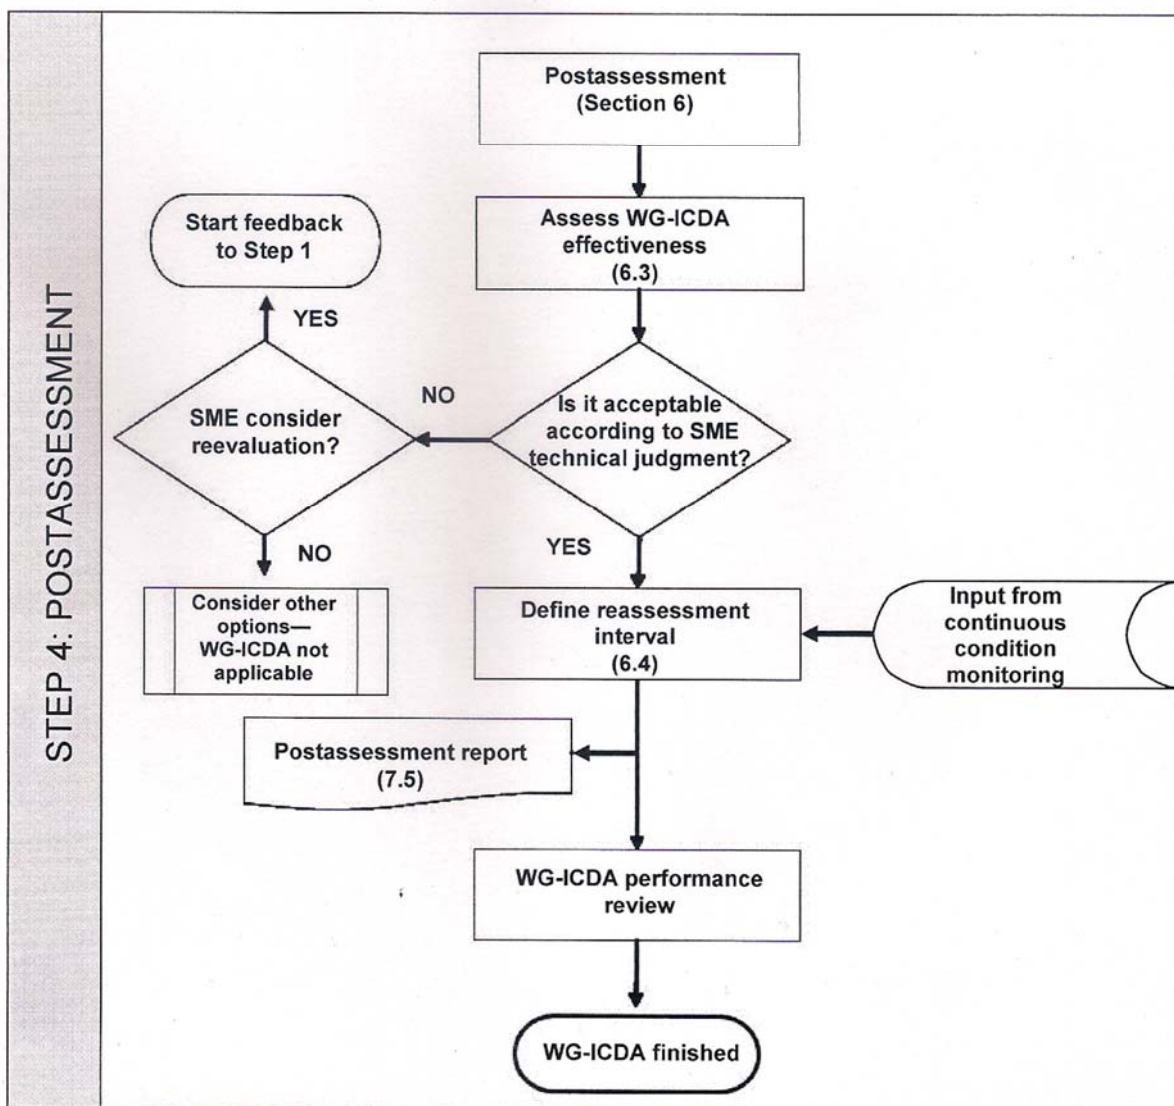 STEP 4: POSTASSESSMENT
Postassessment
(Section 6)
Assess WG-ICDA
effectiveness
(6.3)
Start feedback
to Step 1
YES
SME consider
reevaluation?
NO
Is it acceptable
according to SME
technical judgment?
NO
YES
Consider other
options—
WG-ICDA not
applicable
Define reassessment
interval
(6.4)
Input from
continuous
condition
monitoring
Postassessment report
(7.5)
WG-ICDA performance
review
WG-ICDA finished